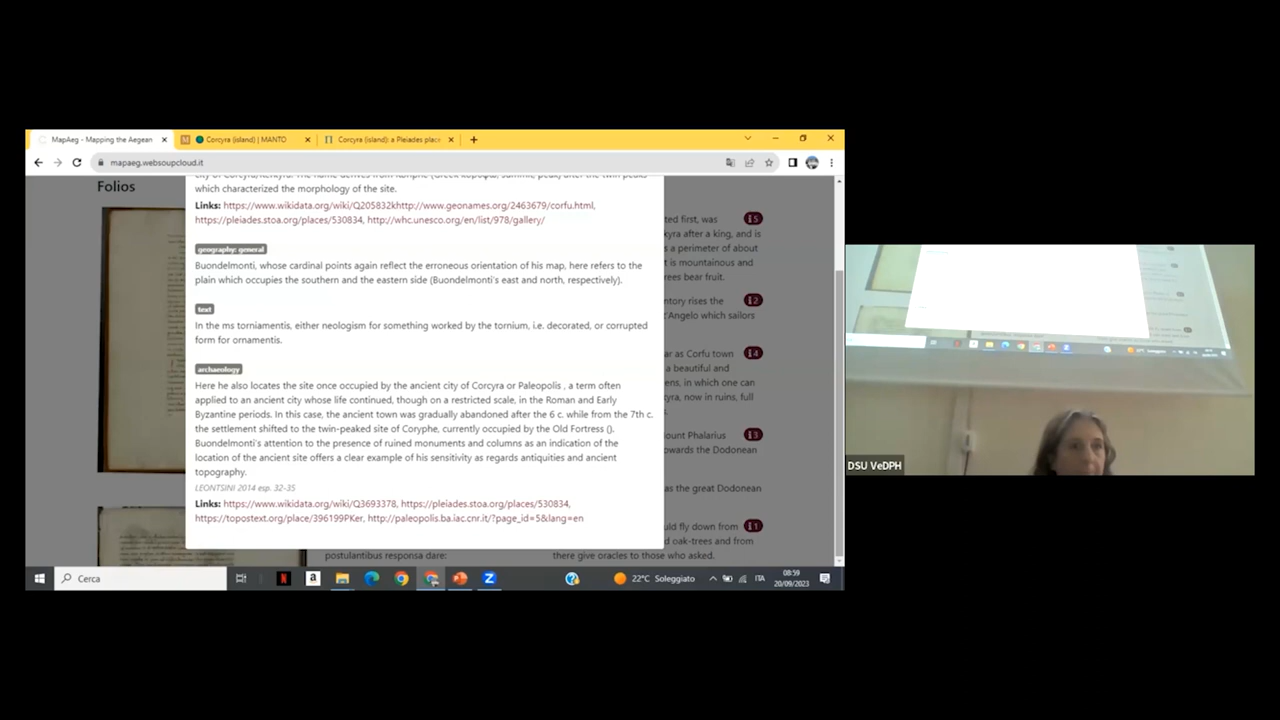 MapAeg - Mapping the Aegean
Corcyra (island) | MANTO
Corcyra (island): a Pleiades place
mapaeg.websoupcloud.it
Folios
which characterized the morphology of the site.
Links: https://www.wikidata.org/wiki/Q205832khttp://www.geonames.org/2463679/corfu.html,
https://pleiades.stoa.org/places/530834, http://whc.unesco.org/en/list/978/gallery/
geography: general
Buondelmonti, whose cardinal points again reflect the erroneous orientation of his map, here refers to the
plain which occupies the southern and the eastern side (Buondelmonti's east and north, respectively).
text
In the ms torniamentis, either neologism for something worked by the tornium, i.e. decorated, or corrupted
form for ornamentis.
archaeology
Here he also locates the site once occupied by the ancient city of Corcyra or Paleopolis , a term often
applied to an ancient city whose life continued, though on a restricted scale, in the Roman and Early
Byzantine periods. In this case, the ancient town was gradually abandoned after the 6 c. while from the 7th c.
the settlement shifted to the twin-peaked site of Coryphe, currently occupied by the Old Fortress ().
Buondelmonti's attention to the presence of ruined monuments and columns as an indication of the
location of the ancient site offers a clear example of his sensitivity as regards antiquities and ancient
topography.
LEONTSINI 2014 esp. 32-35
Links: https://www.wikidata.org/wiki/Q3693378, https://pleiades.stoa.org/places/530834,
https://topostext.org/place/396199PKer, http://paleopolis.ba.iac.cnr.it/?page_id=5&lang=en
postulantibus responsa dare:
ted first, was
kyra after a king, and is
s a perimeter of about
t is mountainous and
rees bear fruit.
ntory rises the
t'Angelo which sailors
ar as Corfu town
a beautiful and
ens, in which one can
kyra, now in ruins, full
ount Phalarius
owards the Dodonean
as the great Dodonean
uld fly down from
d oak-trees and from
there give oracles to those who asked.
Cerca
22°C Soleggiato
ITA
08:59
20/09/2023
DSU VeDPH